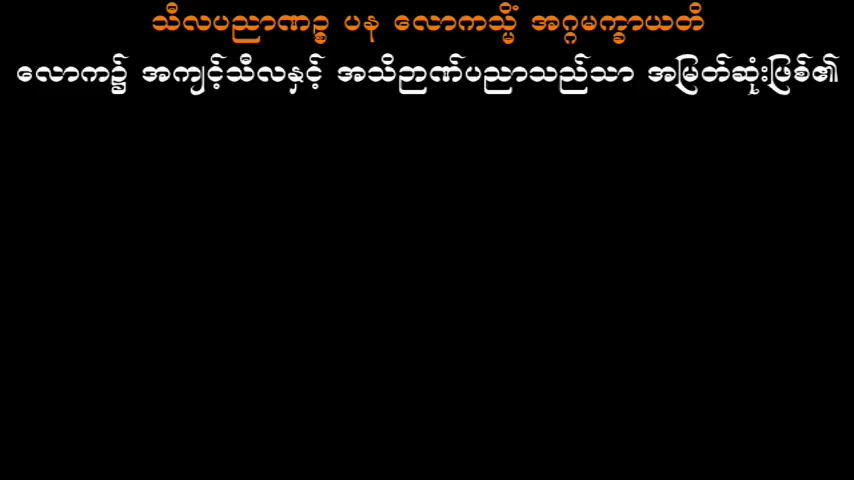 သီလပညာဏဉ္စ ပန လောကသ္မိံ အဂ္ဂမက္ခာယတိ
လောက၌ အကျင့်သီလနှင့် အသိဉာဏ်ပညာသည်သာ အမြတ်ဆုံးဖြစ်၏